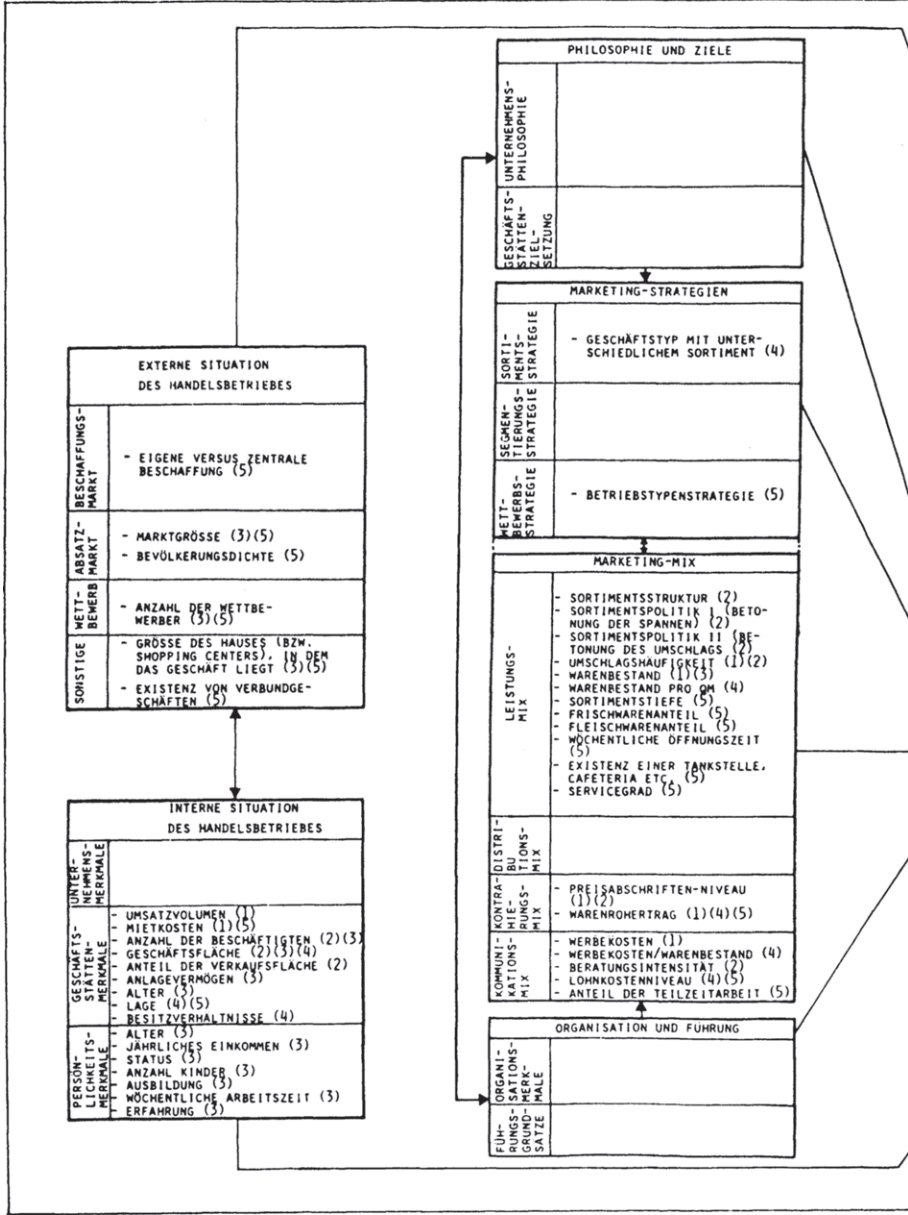 EXTERNE SITUATION
DES HANDELSBETRIEBES
BESCHAFFUNGS-
MARKT
- EIGENE VERSUS ZENTRALE
BESCHAFFUNG (5)
ABSATZ-
MARKT
- MARKTGRÖSSE (3)(5)
- BEVÖLKERUNGSDICHTE (5)
WETT-
BEWERB
- ANZAHL DER WETTBE-
WERBER (3)(5)
SONSTIGE
- GRÖSSE DES HAUSES (BZW.
SHOPPING CENTERS), IN DEM
DAS GESCHÄFT LIEGT (3)(5)
- EXISTENZ VON VERBUNDGE-
SCHÄFTEN (5)
INTERNE SITUATION
DES HANDELSBETRIEBES
UNTER-
NEHMENS-
MERKMALE
GESCHÄFTS-
STÄTTEN-
MERKMALE
- UMSATZVOLUMEN (1)
- MIETKOSTEN (1)(5)
- ANZAHL DER BESCHÄFTIGTEN (2)(3)
- GESCHÄFTSFLÄCHE (2)(3)(4)
- ANTEIL DER VERKAUFSFLÄCHE (2)
- ANLAGEVERMÖGEN (3)
- ALTER (3)
- LAGE (4)(5)
- BESITZVERHÄLTNISSE (4)
PERSÖN-
LICHKEITS-
MERKMALE
- ALTER (3)
- JÄHRLICHES EINKOMMEN (3)
- STATUS (3)
- ANZAHL KINDER (3)
- AUSBILDUNG (3)
- WÖCHENTLICHE ARBEITSZEIT (3)
- ERFAHRUNG (3)
PHILOSOPHIE UND ZIELE
UNTERNEHMENS-
PHILOSOPHIE
GESCHÄFTS-
STÄTTEN-
ZIEL-
SETZUNG
MARKETING-STRATEGIEN
SORTI-
MENTS-
STRATEGIE
- GESCHÄFTSTYP MIT UNTER-
SCHIEDLICHEM SORTIMENT (4)
SEGMEN-
TIERUNGS-
STRATEGIE
WETT-
BEWERBS-
STRATEGIE
- BETRIEBSTYPENSTRATEGIE (5)
MARKETING-MIX
LEISTUNGS-
MIX
- SORTIMENTSSTRUKTUR (2)
- SORTIMENTSPOLITIK I (BETO-
NUNG DER SPANNEN) (2)
- SORTIMENTSPOLITIK II (BE-
TONUNG DES UMSCHLAGS (2)
- UMSCHLAGSHÄUFIGKEIT (1)(2)
- WARENBESTAND (1)(3)
- WARENBESTAND PRO QM (4)
- SORTIMENTSTIEFE (5)
- FRISCHWARENANTEIL (5)
- FLEISCHWARENANTEIL (5)
- WÖCHENTLICHE ÖFFNUNGSZEIT
(5)
- EXISTENZ EINER TANKSTELLE,
CAFETERIA ETC. (5)
- SERVICEGRAD (5)
DISTRI-
BU
TIONS-
MIX
KONTRA-
HIE-
RUNGS-
MIX
- PREISABSCHRIFTEN-NIVEAU
(1)(2)
- WARENROHERTRAG (1)(4)(5)
KOMMUNI-
KATIONS-
MIX
- WERBEKOSTEN (1)
- WERBEKOSTEN/WARENBESTAND (4)
- BERATUNGSINTENSITÄT (2)
- LOHNKOSTENNIVEAU (4)(5)
- ANTEIL DER TEILZEITARBEIT (5)
ORGANISATION UND FÜHRUNG
ORGANI-
SATIONS-
MERK-
MALE
FÜH-
RUNGS-
GRUND-
SÄTZE